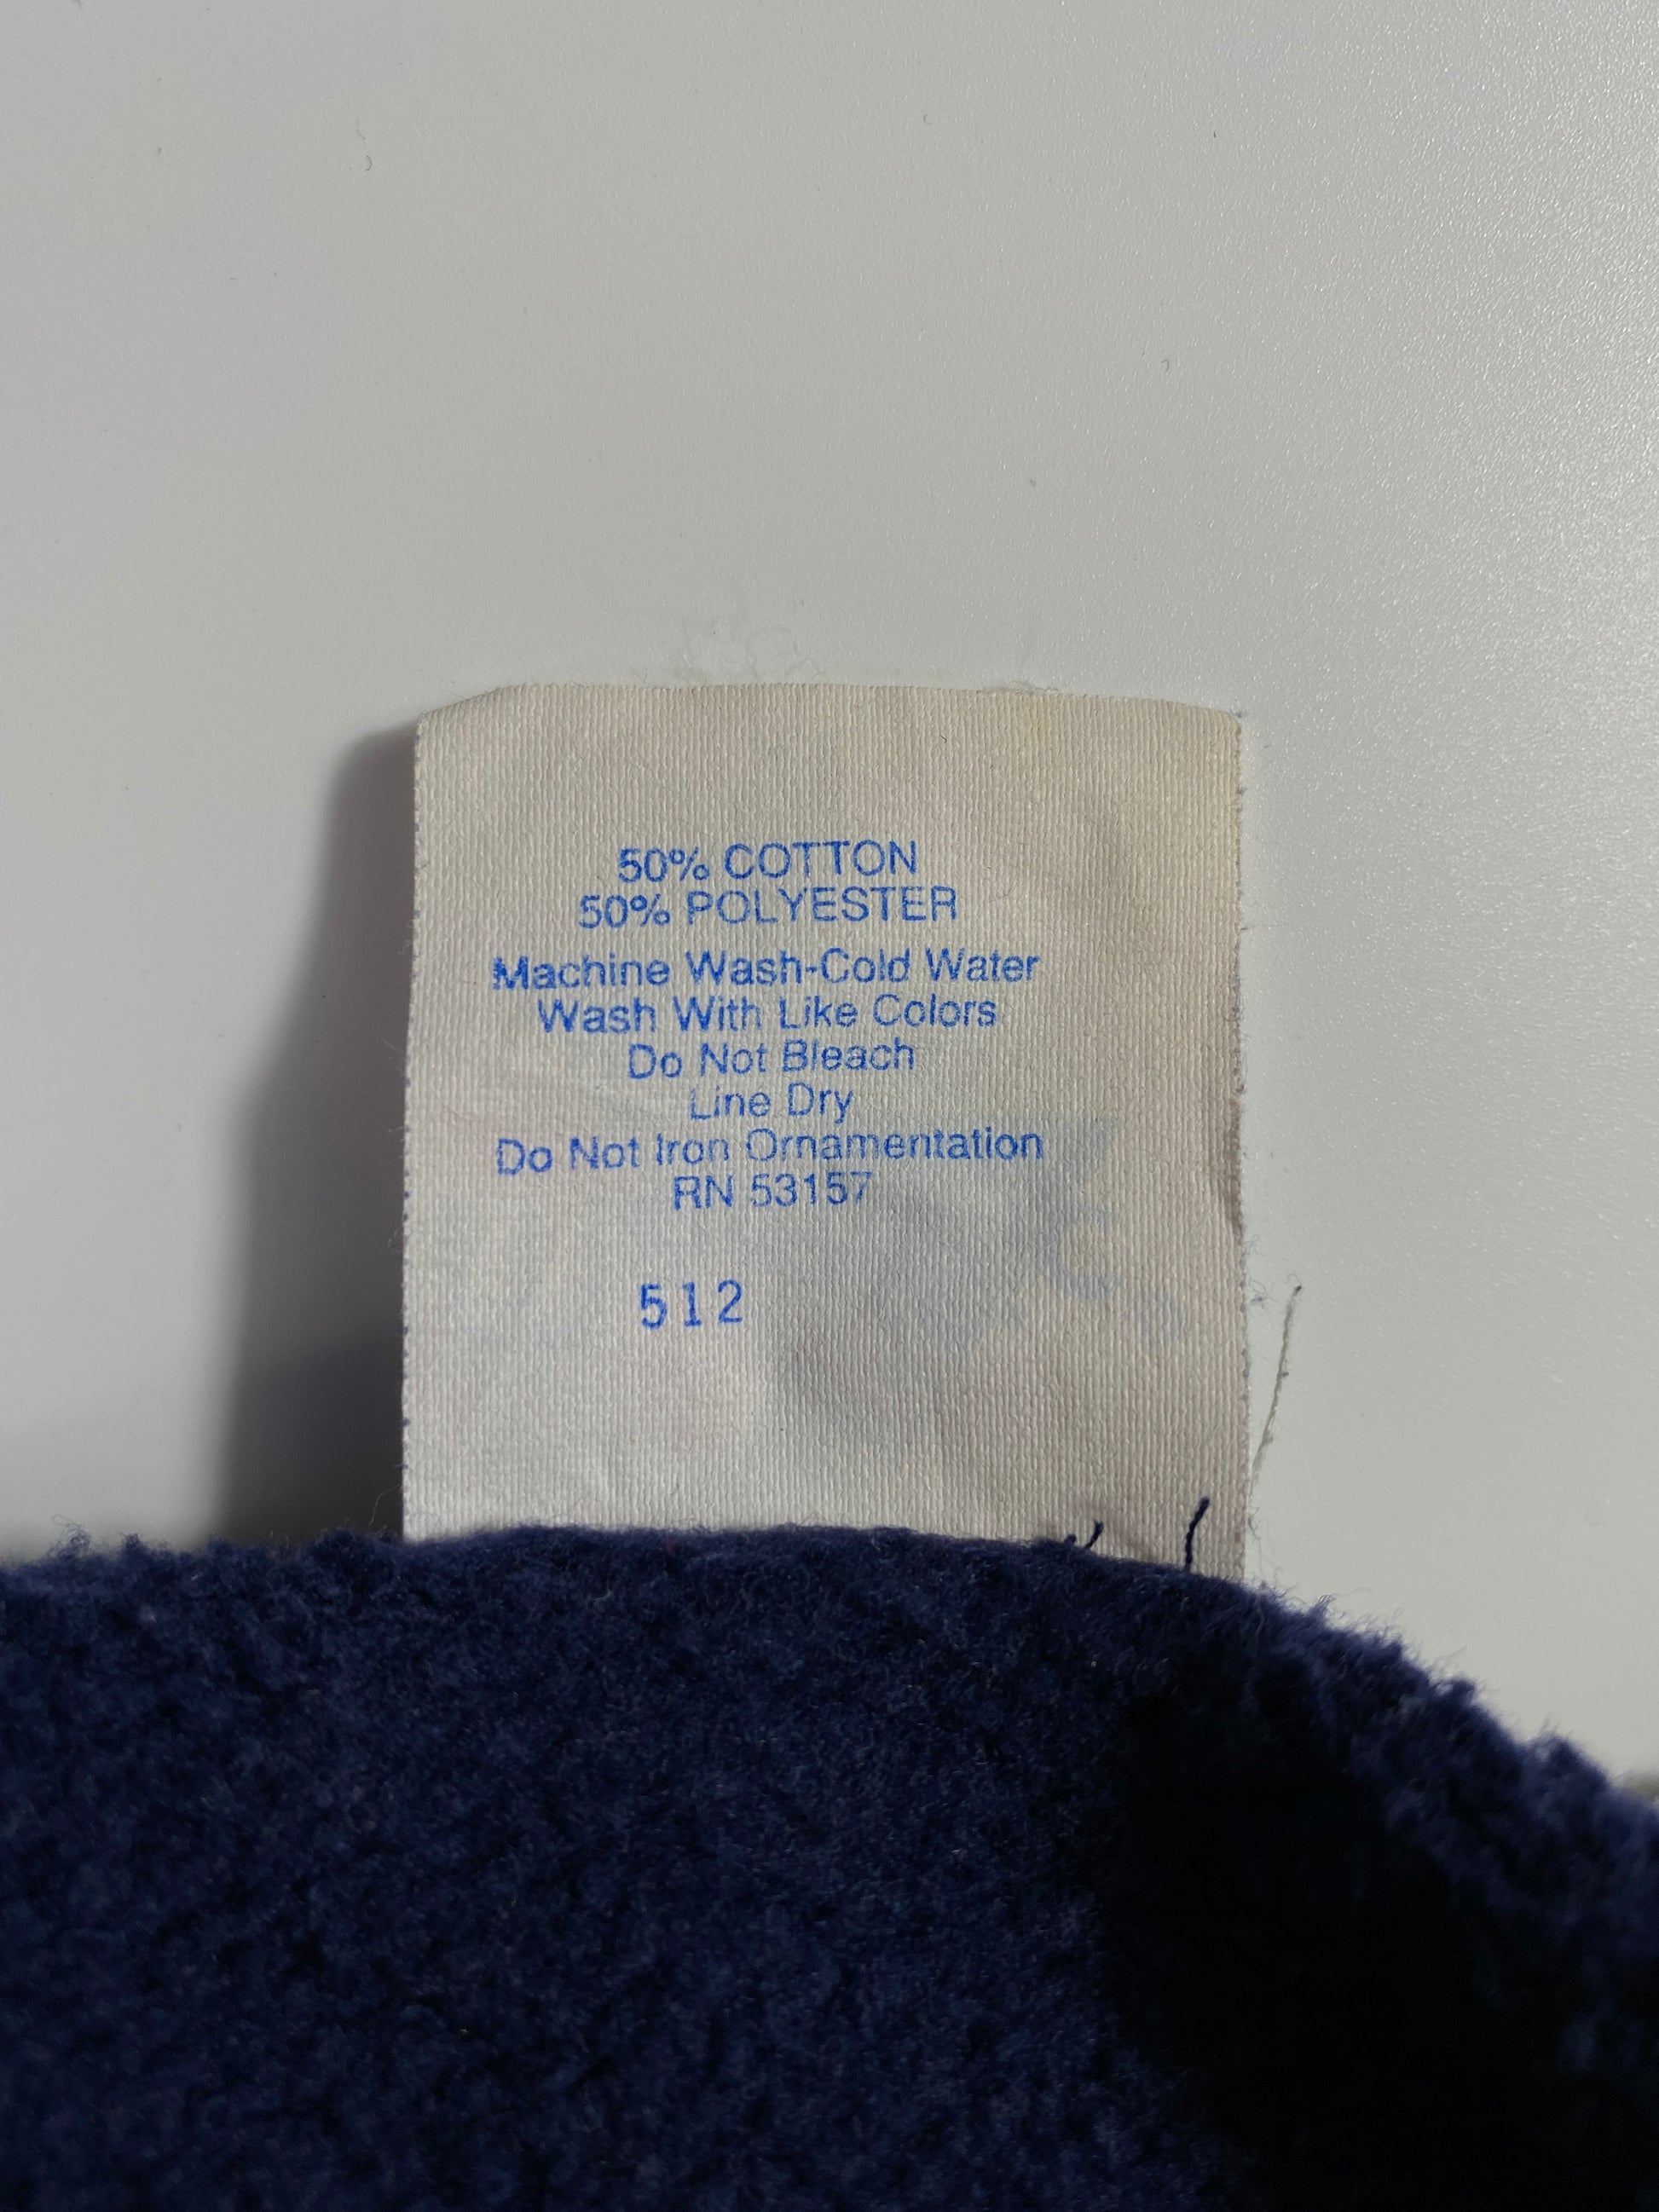 50% COTTON
50% POLYESTER
Machine Wash-Cold Water
Wash With Like Colors
Do Not Bleach
Line Dry
Do Not Iron Ornamentation
RN 53157
512